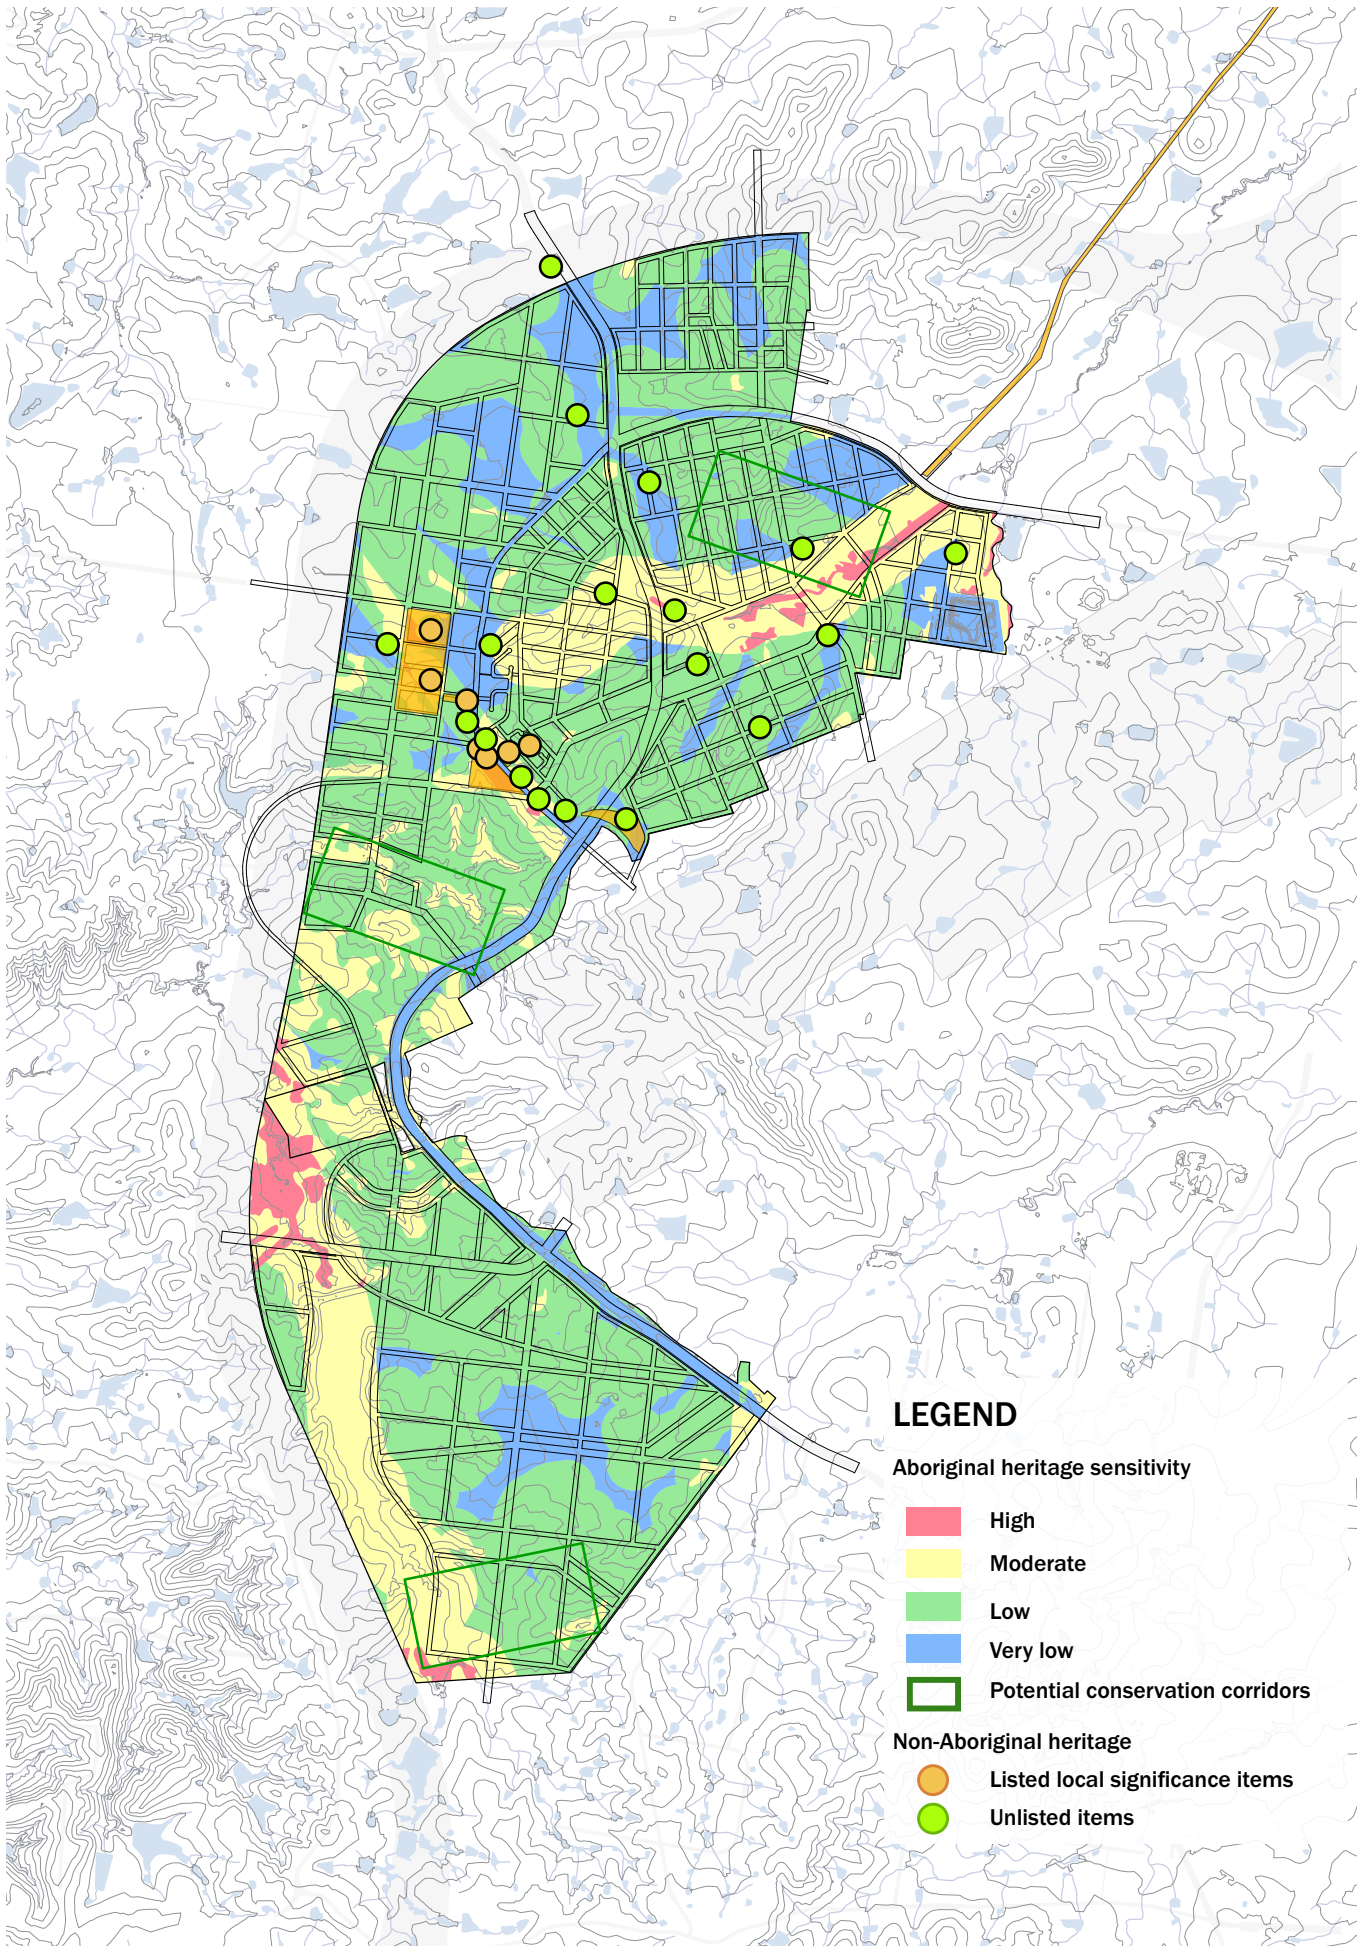 LEGEND
Aboriginal heritage sensitivity
High
Moderate
Low
Very low
Potential conservation corridors
Non-Aboriginal heritage
Listed local significance items
Unlisted items